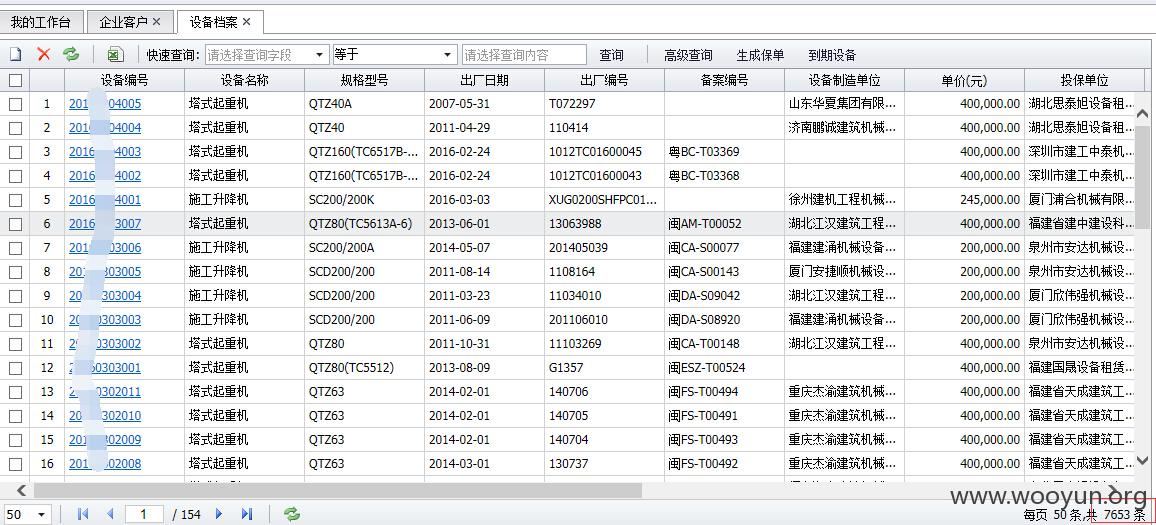 我的工作台 企业客户 × 设备档案 ×
快速查询: 请选择查询字段 等于 请选择查询内容 查询 高级查询 生成保单 到期设备
设备编号 设备名称 规格型号 出厂日期 出厂编号 备案编号 设备制造单位 单价(元) 投保单位
1 201 04005 塔式起重机 QTZ40A 2007-05-31 T072297 山东华夏集团有限... 400,000.00 湖北思泰旭设备租...
2 2016 04004 塔式起重机 QTZ40 2011-04-29 110414 济南鹏诚建筑机械... 400,000.00 湖北思泰旭设备租...
3 2016 4003 塔式起重机 QTZ160(TC6517B-... 2016-02-24 1012TC01600045 粤BC-T03369 400,000.00 深圳市建工中泰机...
4 2016 4002 塔式起重机 QTZ160(TC6517B-... 2016-02-24 1012TC01600043 粤BC-T03368 400,000.00 深圳市建工中泰机...
5 2016 4001 施工升降机 SC200/200K 2016-03-03 XUG0200SHFPC01... 徐州建机工程机械... 245,000.00 厦门浦合机械有限...
6 2016 3007 塔式起重机 QTZ80(TC5613A-6) 2013-06-01 13063988 闽AM-T00052 湖北江汉建筑工程... 400,000.00 福建省建中建设科...
7 201 03006 施工升降机 SC200/200A 2014-05-07 201405039 闽CA-S00077 福建建涌机械设备... 200,000.00 泉州市安达机械设...
8 201 03005 施工升降机 SCD200/200 2011-08-14 1108164 闽CA-S00143 厦门安捷顺机械设... 200,000.00 泉州市安达机械设...
9 20 303004 施工升降机 SCD200/200 2011-03-23 11034010 闽DA-S09042 湖北江汉建筑工程... 200,000.00 厦门欣伟强机械设...
10 20 303003 施工升降机 SCD200/200 2011-06-09 201106010 闽DA-S08920 福建建涌机械设备... 200,000.00 厦门欣伟强机械设...
11 0303002 塔式起重机 QTZ80 2011-10-31 11103269 闽CA-T00148 湖北江汉建筑工程... 400,000.00 泉州市安达机械设...
12 0303001 塔式起重机 QTZ80(TC5512) 2013-08-09 G1357 闽ESZ-T00524 400,000.00 福建国晟设备租赁...
13 0302011 塔式起重机 QTZ63 2014-02-01 140706 闽FS-T00494 重庆杰渝建筑机械... 400,000.00 福建省天成建筑工...
14 0302010 塔式起重机 QTZ63 2014-02-01 140705 闽FS-T00491 重庆杰渝建筑机械... 400,000.00 福建省天成建筑工...
15 302009 塔式起重机 QTZ63 2014-02-01 140704 闽FS-T00493 重庆杰渝建筑机械... 400,000.00 福建省天成建筑工...
16 201 302008 塔式起重机 QTZ63 2014-03-01 130737 闽FS-T00492 重庆杰渝建筑机械... 400,000.00 福建省天成建筑工...
www.wooyun.org
50 1 / 154 每页 50 条,共 7653 条